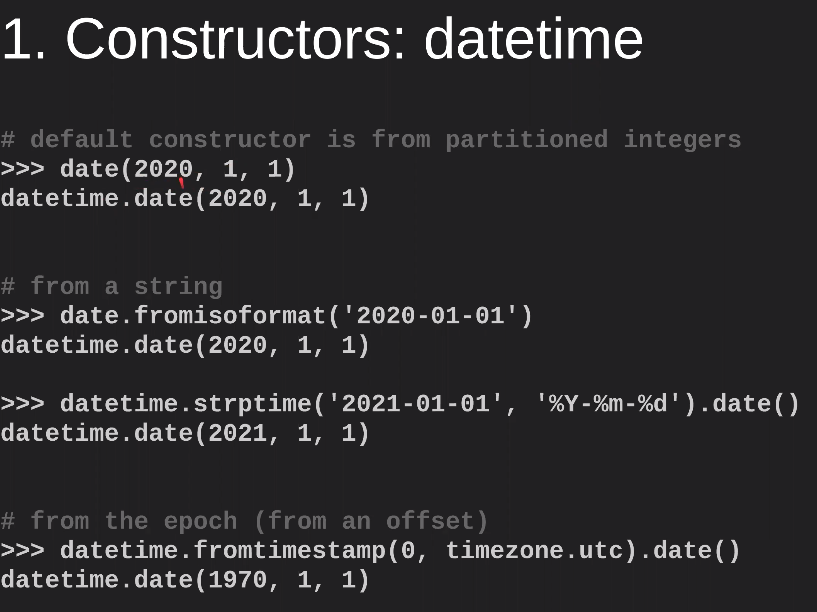 1. Constructors: datetime
# default constructor is from partitioned integers
>>> date(2020, 1, 1)
datetime.date(2020, 1, 1)
# from a string
>>> date.fromisoformat('2020-01-01')
datetime.date(2020, 1, 1)
>>> datetime.strptime('2021-01-01', '%Y-%m-%d').date()
datetime.date(2021, 1, 1)
# from the epoch (from an offset)
>>> datetime.fromtimestamp(0, timezone.utc).date()
datetime.date(1970, 1, 1)